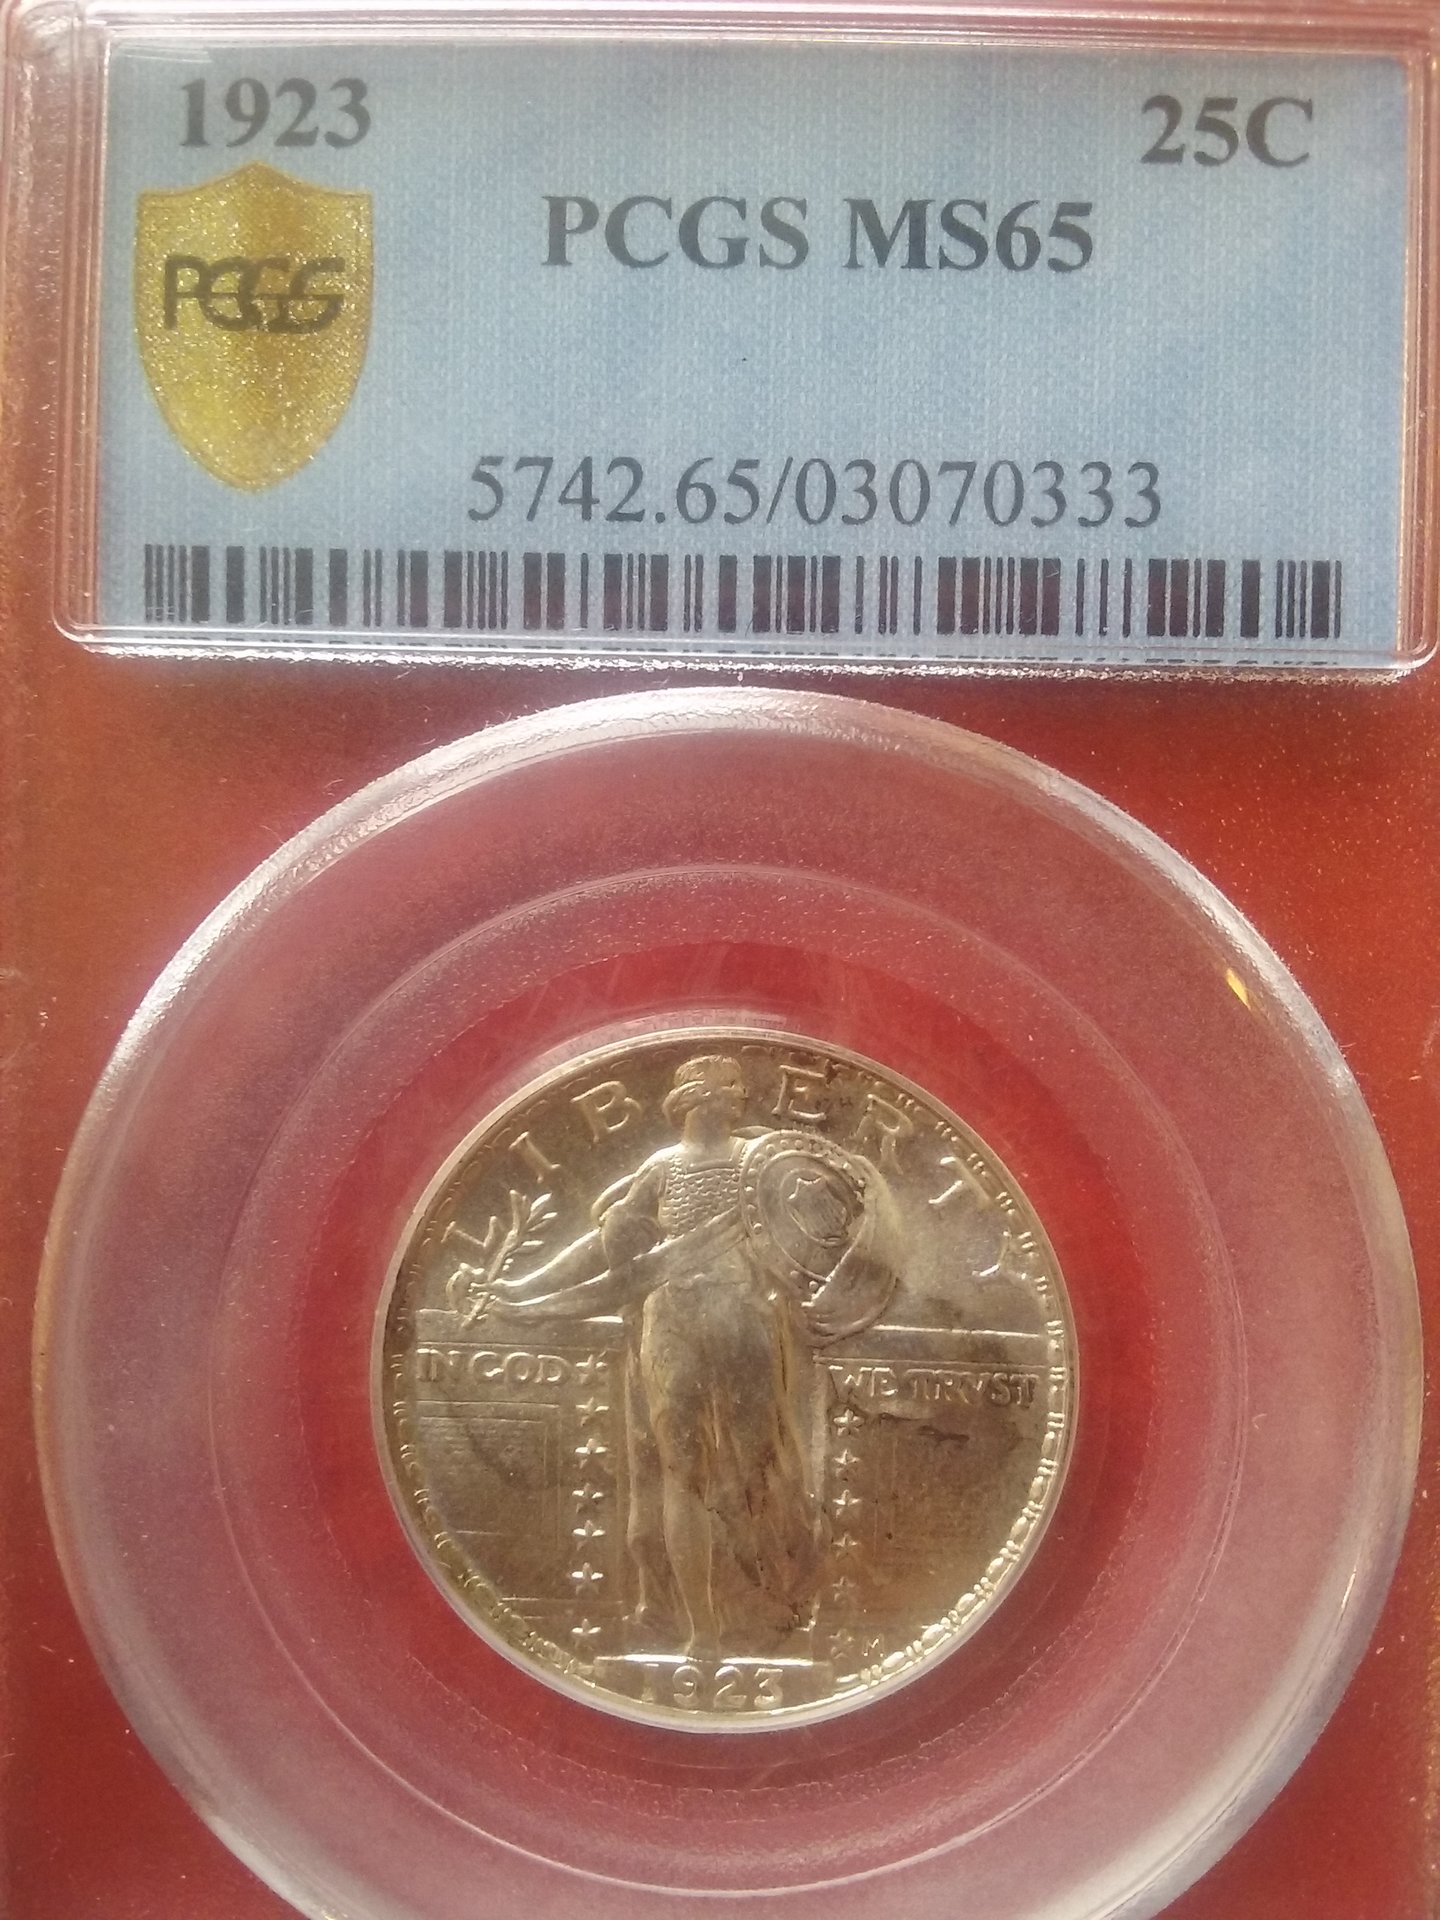 1923
25C
PCGS MS65
PCGS
5742.65/03070333
LIBERTY
IN GOD WE TRVST
M
1923